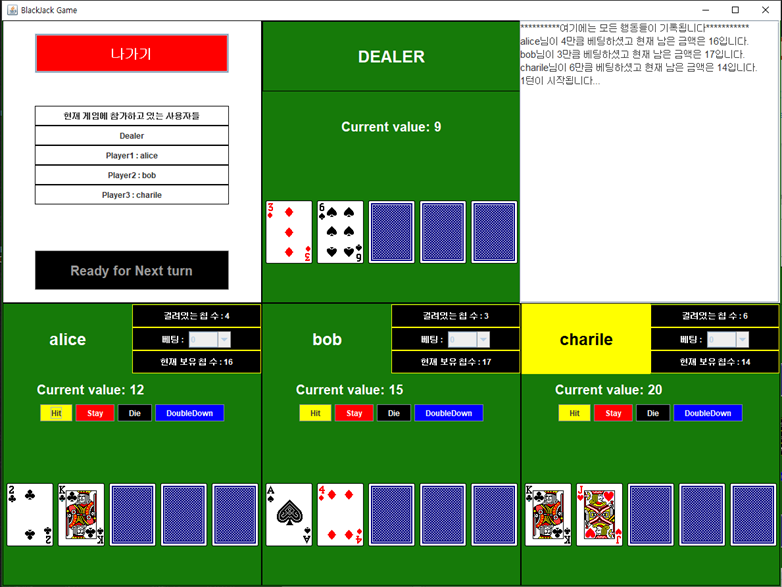 BlackJack Game
나가기
현재 게임에 참가하고 있는 사용자들
Dealer
Player1 : alice
Player2 : bob
Player3 : charile
Ready for Next turn
DEALER
Current value: 9
3
6
3
6
**********여기에는 모든 행동들이 기록됩니다***********
alice님이 4만큼 베팅하셨고 현재 남은 금액은 16입니다.
bob님이 3만큼 베팅하셨고 현재 남은 금액은 17입니다.
charile님이 6만큼 베팅하셨고 현재 남은 금액은 14입니다.
1턴이 시작됩니다...
alice
걸려있는 칩 수 : 4
베팅 : 0
현재 보유 칩 수 : 16
Current value: 12
Hit Stay Die DoubleDown
2 K
2 K
bob
걸려있는 칩 수 : 3
베팅 : 0
현재 보유 칩 수 : 17
Current value: 15
Hit Stay Die DoubleDown
A 4
A 4
charile
걸려있는 칩 수 : 6
베팅 : 0
현재 보유 칩 수 : 14
Current value: 20
Hit Stay Die DoubleDown
K J
K J